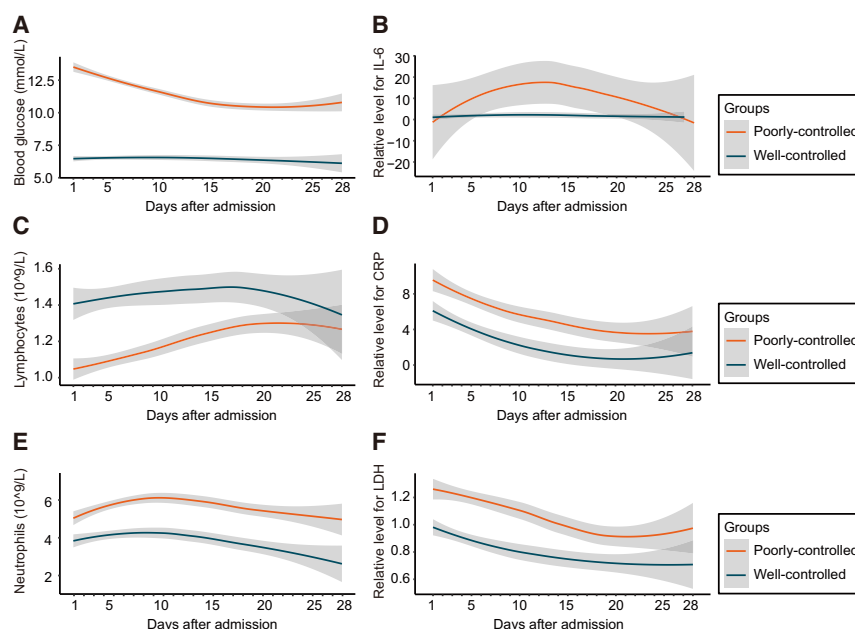 A
Blood glucose (mmol/L)
12.5
10.0
7.5
5.0
1 5 10 15 20 25 28
Days after admission
B
Relative level for IL-6
30
20
10
0
−10
−20
1 5 10 15 20 25 28
Days after admission
Groups
Poorly-controlled
Well-controlled
C
Lymphocytes (10^9/L)
1.6
1.4
1.2
1.0
1 5 10 15 20 25 28
Days after admission
D
Relative level for CRP
8
4
0
1 5 10 15 20 25 28
Days after admission
Groups
Poorly-controlled
Well-controlled
E
Neutrophils (10^9/L)
6
4
2
1 5 10 15 20 25 28
Days after admission
F
Relative level for LDH
1.2
1.0
0.8
0.6
1 5 10 15 20 25 28
Days after admission
Groups
Poorly-controlled
Well-controlled